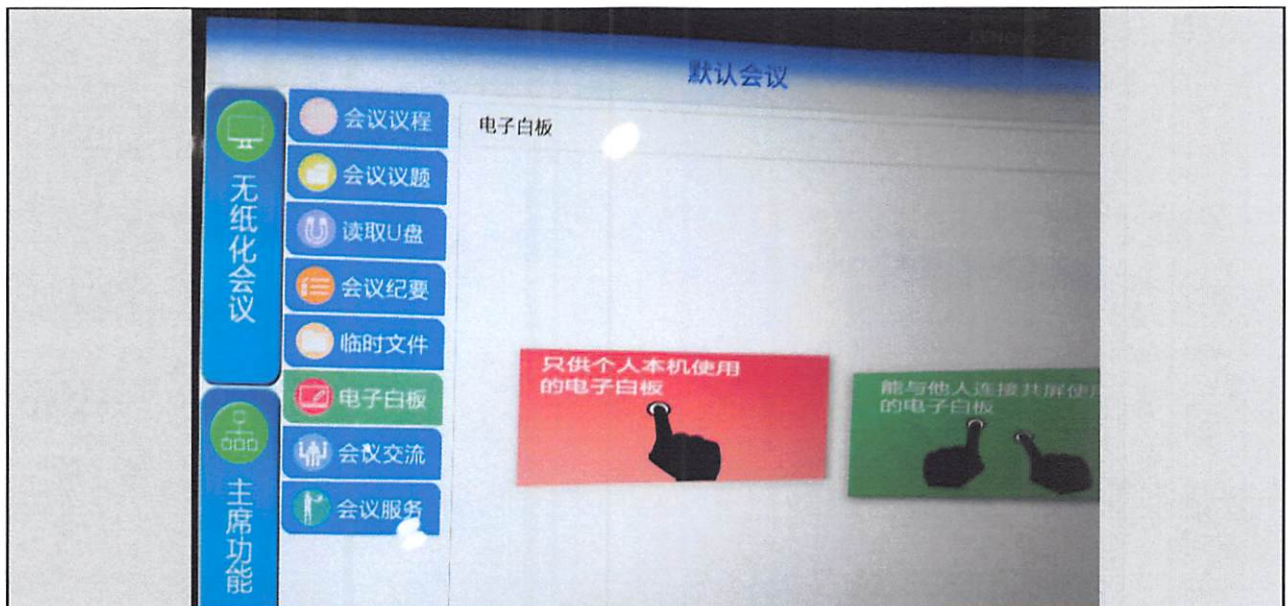 默认会议
无纸化会议
主席功能
会议议程
会议议题
读取U盘
会议纪要
临时文件
电子白板
会议交流
会议服务
电子白板
只供个人本机使用
的电子白板
能与他人连接共屏使用
的电子白板